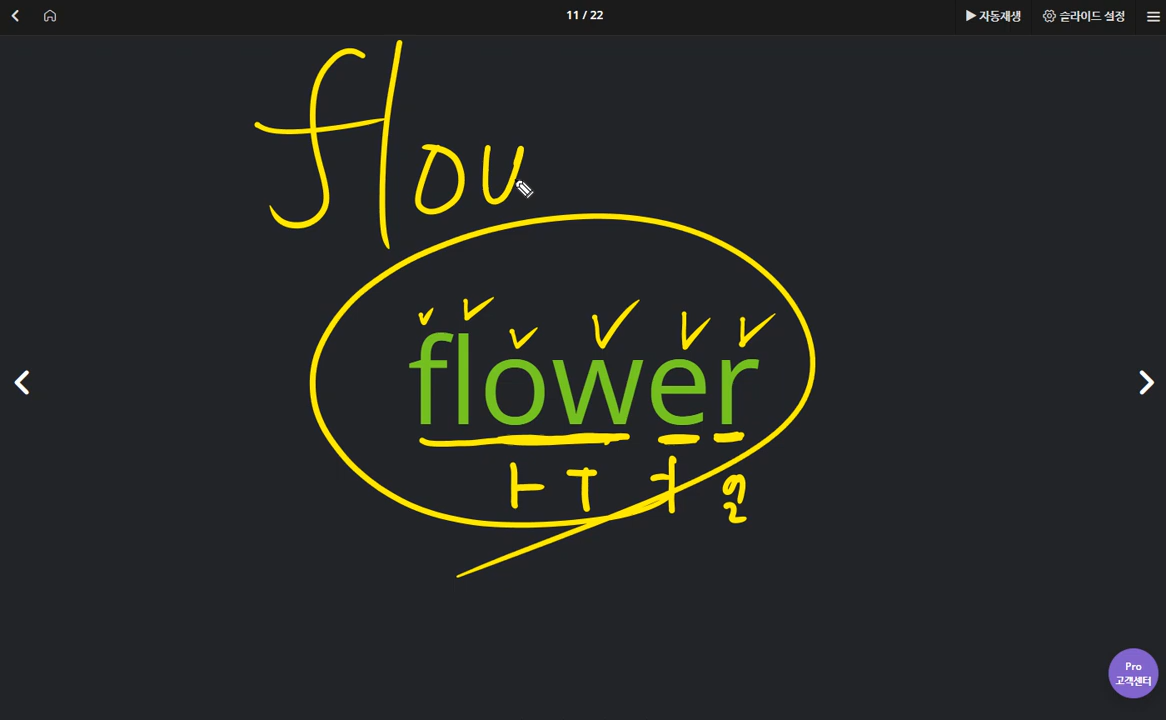 11 / 22
▶ 자동재생
슬라이드 설정
flou
flower
ㅏ ㅜ ㅓ ㄹ
Pro
고객센터